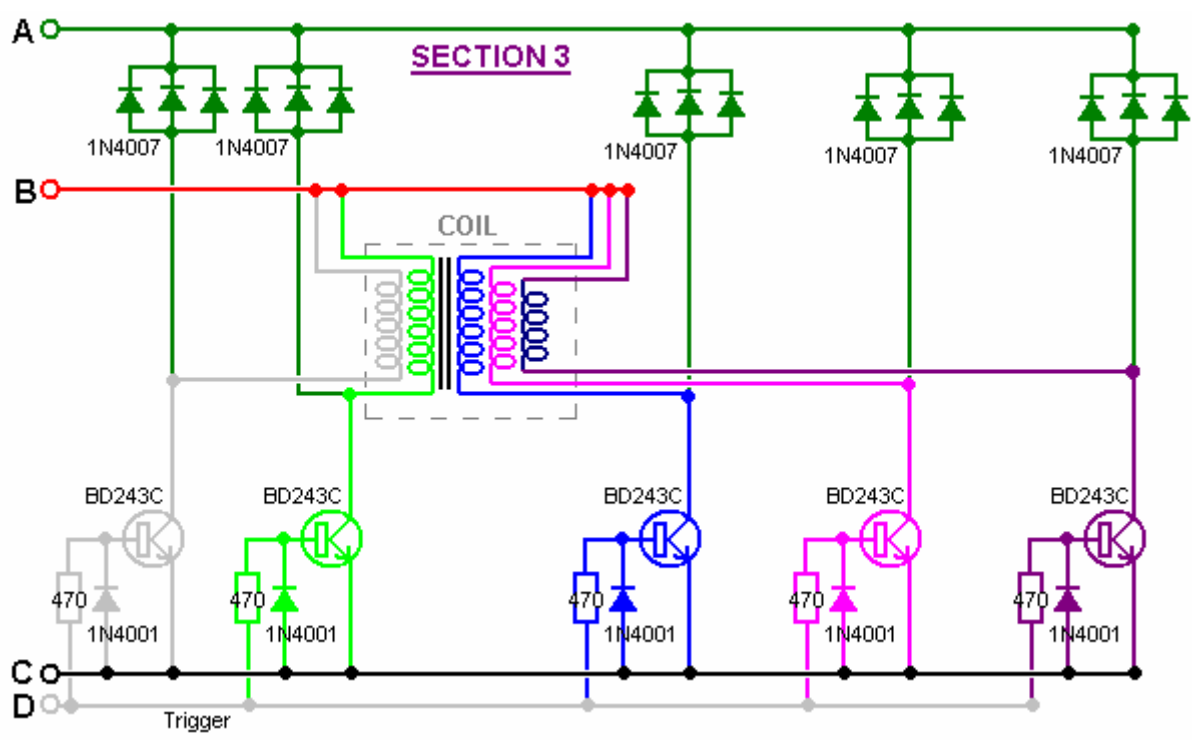 A
SECTION 3
1N4007 1N4007 1N4007 1N4007 1N4007
B
COIL
BD243C BD243C BD243C BD243C BD243C
470 470 470 470 470
1N4001 1N4001 1N4001 1N4001 1N4001
C
D
Trigger